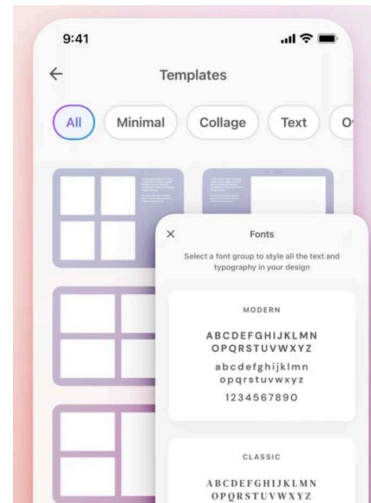 9:41
Templates
All
Minimal
Collage
Text
Fonts
Select a font group to style all the text and
typography in your design
MODERN
ABCDEFGHIJKLMN
OPQRSTUVWXYZ
abcdefghijklmn
opqrstuvwxyz
1234567890
CLASSIC
ABCDEFGHIJKLMN
OPQRSTUVWXYZ